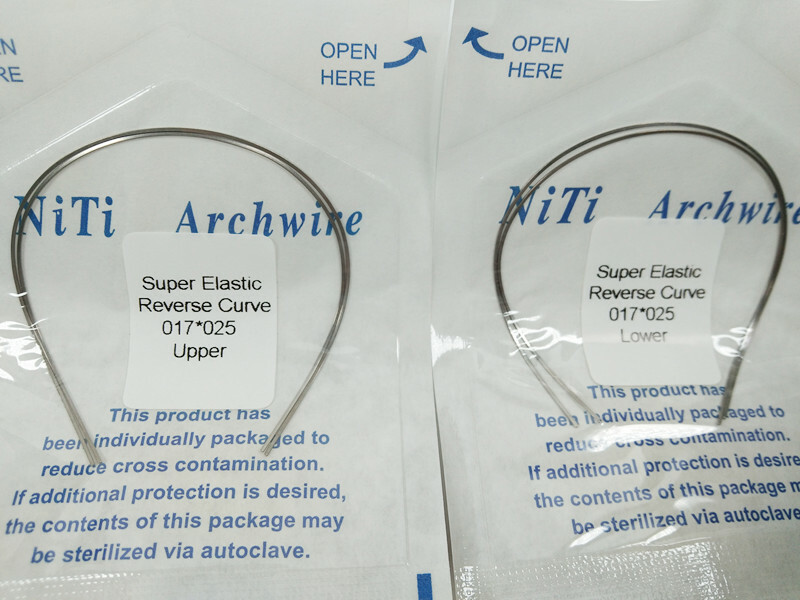 OPEN
HERE
NiTi Archwire
Super Elastic
Reverse Curve
017*025
Upper
This product has
been individually packaged to
reduce cross contamination.
If additional protection is desired,
the contents of this package may
be sterilized via autoclave.
OPEN
HERE
NiTi Archwire
Super Elastic
Reverse Curve
017*025
Lower
This product has
been individually packaged to
reduce cross contamination.
If additional protection is desire
the contents of this package m
be sterilized via autoclave